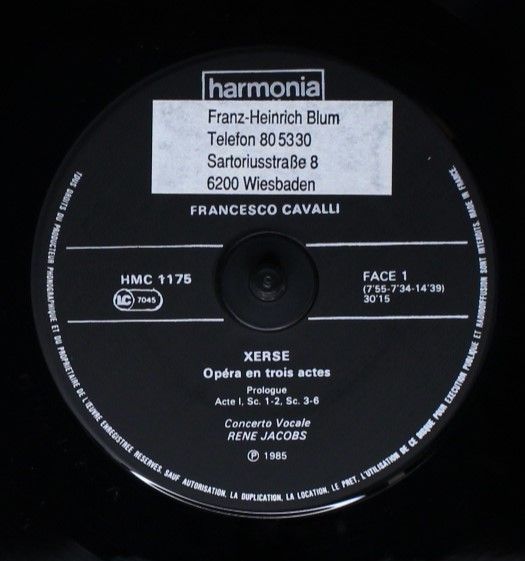 harmonia
Franz-Heinrich Blum
Telefon 80 53 30
Sartoriusstraße 8
6200 Wiesbaden
FRANCESCO CAVALLI
HMC 1175
LC 7045
FACE 1
(7'55-7'34-14'39)
30'15
XERSE
Opéra en trois actes
Prologue
Acte I, Sc. 1-2, Sc. 3-6
Concerto Vocale
RENE JACOBS
Ⓟ 1985
TOUS DROITS DU PRODUCTEUR PHONOGRAPHIQUE ET DU PROPRIETAIRE DE L'ŒUVRE ENREGISTREE RESERVES. SAUF AUTORISATION, LA DUPLICATION, LA LOCATION, LE PRET, L'UTILISATION DE CE DISQUE POUR EXECUTION PUBLIQUE ET RADIODIFFUSION SONT INTERDITS. MADE IN FRANCE.